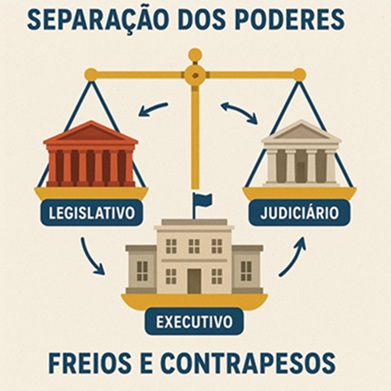 SEPARAÇÃO DOS PODERES
LEGISLATIVO
JUDICIÁRIO
EXECUTIVO
FREIOS E CONTRAPESOS